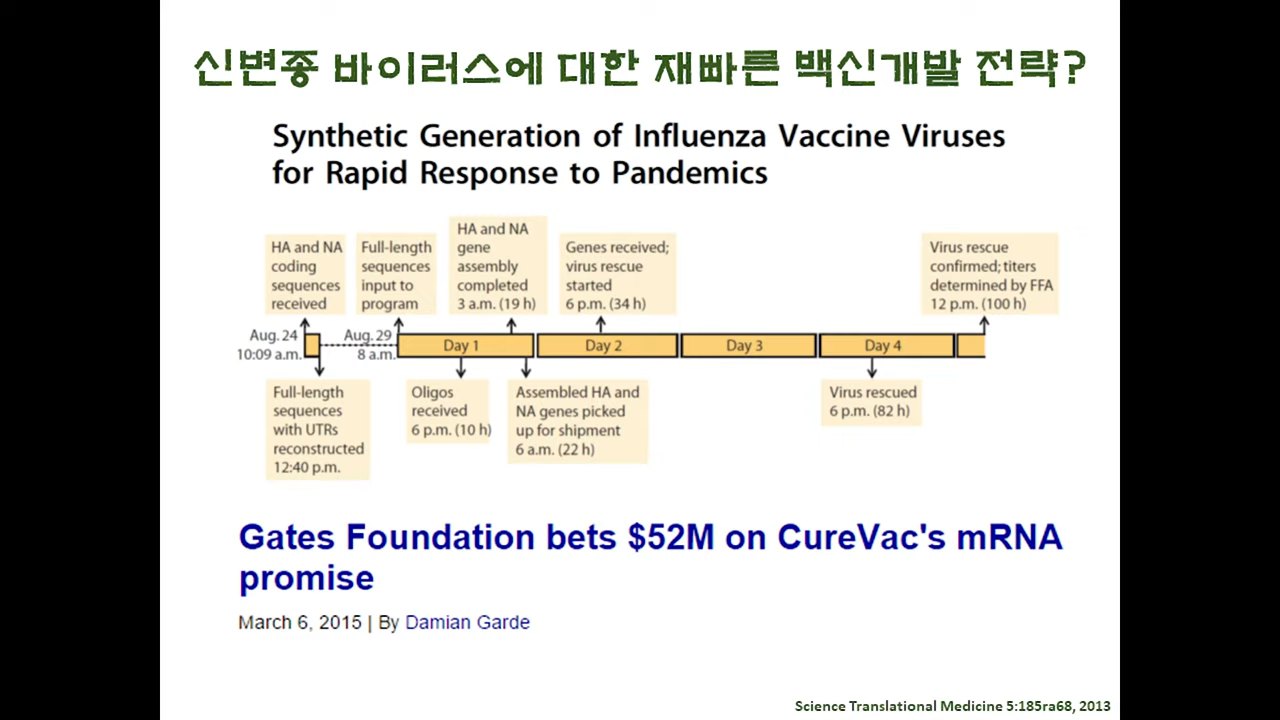 신변종 바이러스에 대한 재빠른 백신개발 전략?
Synthetic Generation of Influenza Vaccine Viruses
for Rapid Response to Pandemics
HA and NA
coding
sequences
received
Full-length
sequences
input to
program
HA and NA
gene
assembly
completed
3 a.m. (19 h)
Genes received;
virus rescue
started
6 p.m. (34 h)
Virus rescue
confirmed; titers
determined by FFA
12 p.m. (100 h)
Aug. 24
10:09 a.m.
Aug. 29
8 a.m.
Day 1
Day 2
Day 3
Day 4
Full-length
sequences
with UTRs
reconstructed
12:40 p.m.
Oligos
received
6 p.m. (10 h)
Assembled HA and
NA genes picked
up for shipment
6 a.m. (22 h)
Virus rescued
6 p.m. (82 h)
Gates Foundation bets $52M on CureVac's mRNA
promise
March 6, 2015 | By Damian Garde
Science Translational Medicine 5:185ra68, 2013